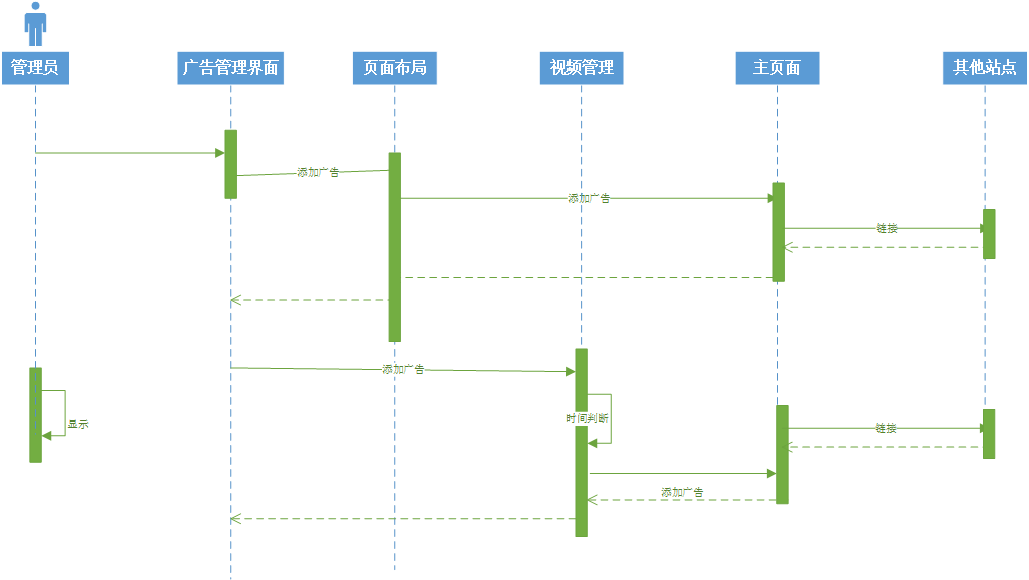 管理员
广告管理界面
页面布局
视频管理
主页面
其他站点
添加广告
添加广告
链接
添加广告
显示
时间判断
链接
添加广告